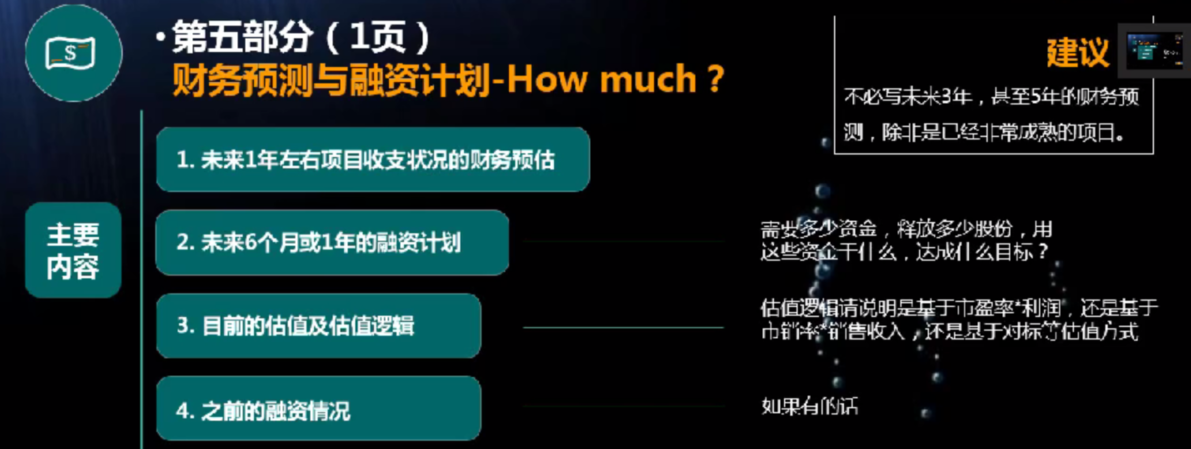 •第五部分（1页）
财务预测与融资计划-How much？
建议
不必写未来3年，甚至5年的财务预
测，除非是已经非常成熟的项目。
主要
内容
1. 未来1年左右项目收支状况的财务预估
2. 未来6个月或1年的融资计划
需要多少资金，释放多少股份，用
这些资金干什么，达成什么目标？
3. 目前的估值及估值逻辑
估值逻辑请说明是基于市盈率*利润，还是基于
市销率*销售收入，还是基于对标等估值方式
4. 之前的融资情况
如果有的话